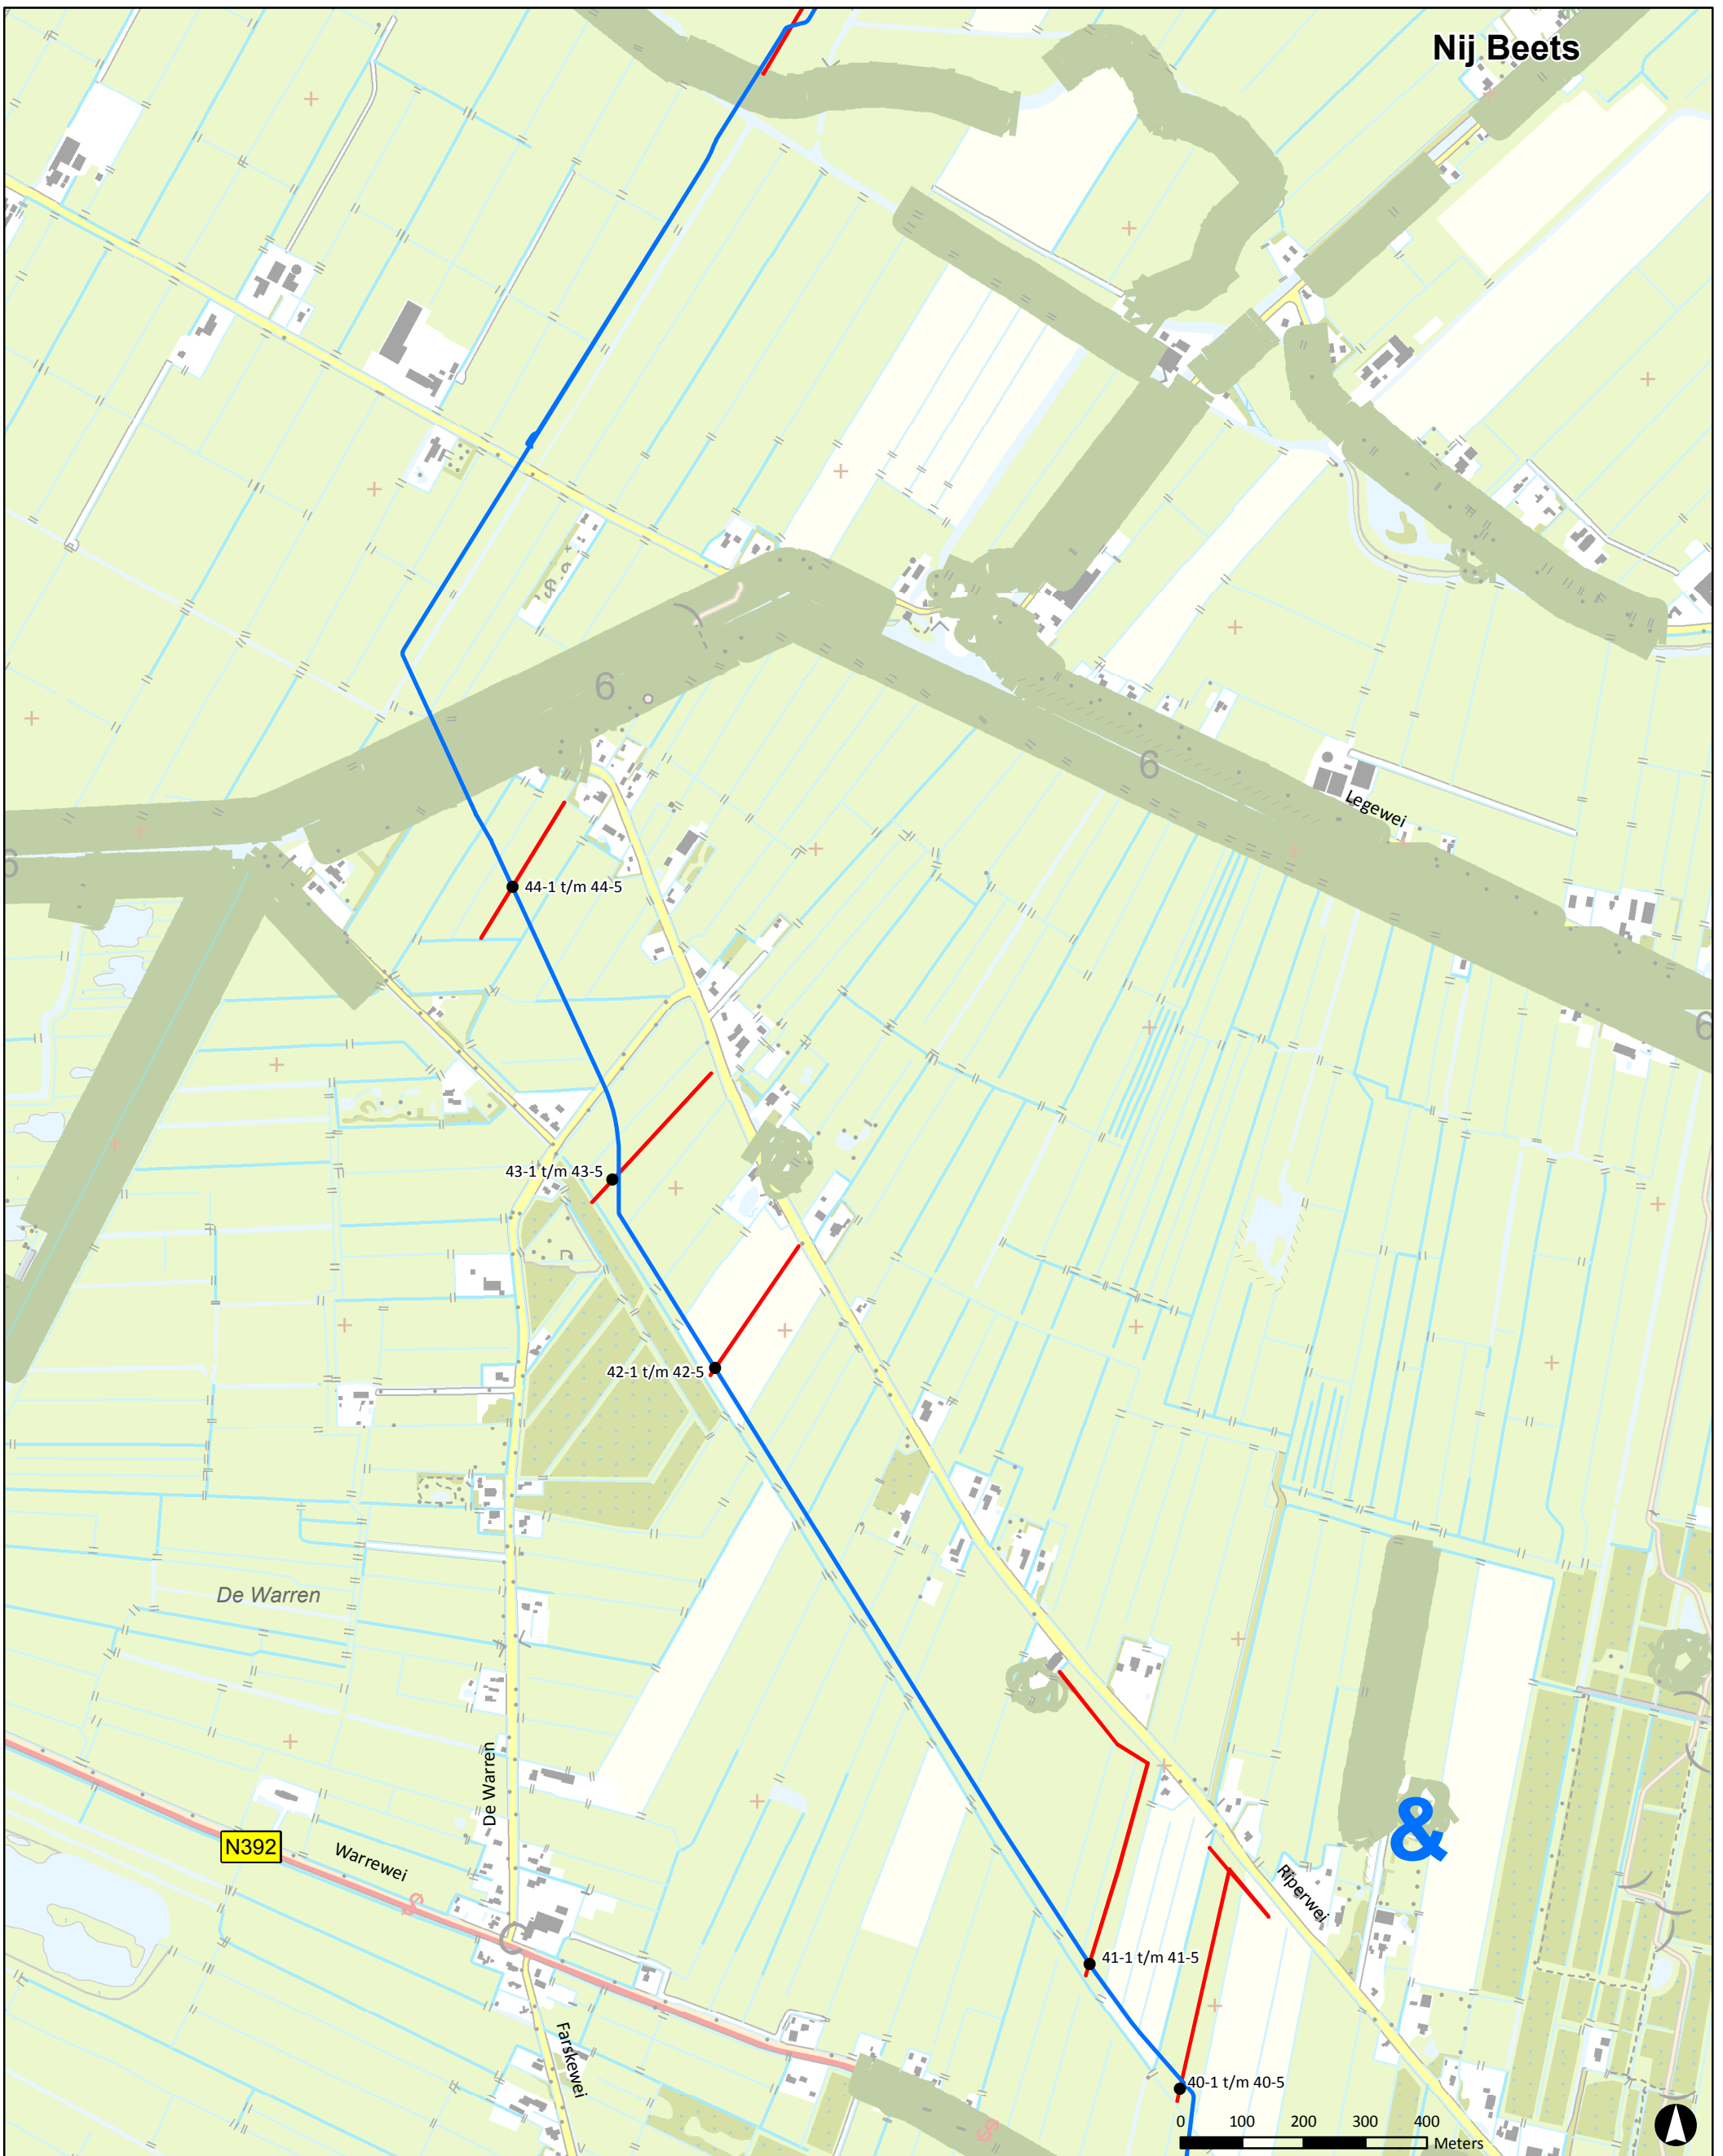 Nij Beets
6
6
Legewei
6
44-1 t/m 44-5
6
43-1 t/m 43-5
42-1 t/m 42-5
De Warren
De Warren
&
N392
Warrewei
Riperwei
41-1 t/m 41-5
Farskewei
40-1 t/m 40-5
0 100 200 300 400
Meters